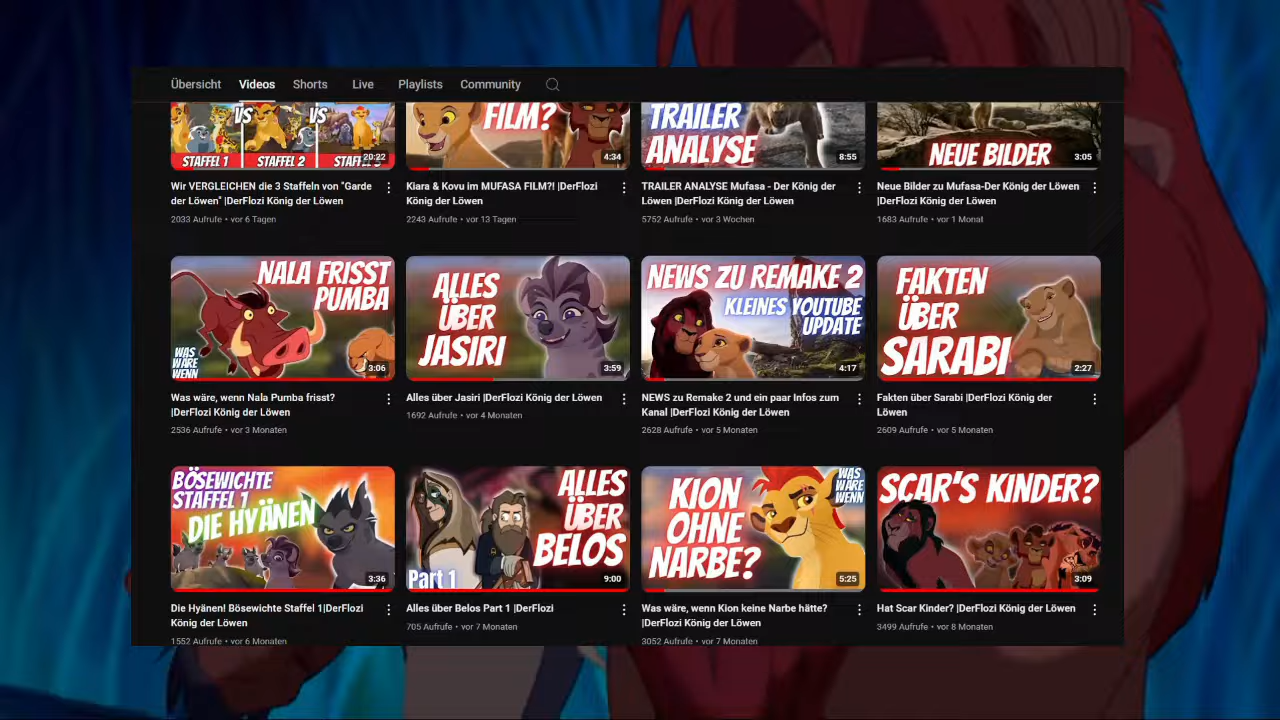 Übersicht Videos Shorts Live Playlists Community
VS VS
STAFFEL 1 STAFFEL 2
20:22
FILM?
4:34
TRAILER
ANALYSE
8:55
NEUE BILDER
3:05
Wir VERGLEICHEN die 3 Staffeln von "Garde
der Löwen" |DerFlozi König der Löwen
2033 Aufrufe • vor 6 Tagen
Kiara & Kovu im MUFASA FILM?! |DerFlozi
König der Löwen
2243 Aufrufe • vor 13 Tagen
TRAILER ANALYSE Mufasa - Der König der
Löwen |DerFlozi König der Löwen
5752 Aufrufe • vor 3 Wochen
Neue Bilder zu Mufasa-Der König der Löwen
|DerFlozi König der Löwen
1683 Aufrufe • vor 1 Monat
NALA FRISST
PUMBA
WAS
WÄRE
WENN
3:06
ALLES
ÜBER
JASIRI
3:59
NEWS ZU REMAKE 2
KLEINES YOUTUBE
UPDATE
4:17
FAKTEN
ÜBER
SARABI
2:27
Was wäre, wenn Nala Pumba frisst?
|DerFlozi König der Löwen
2536 Aufrufe • vor 3 Monaten
Alles über Jasiri |DerFlozi König der Löwen
1692 Aufrufe • vor 4 Monaten
NEWS zu Remake 2 und ein paar Infos zum
Kanal |DerFlozi König der Löwen
2628 Aufrufe • vor 5 Monaten
Fakten über Sarabi |DerFlozi König der
Löwen
2609 Aufrufe • vor 5 Monaten
BÖSEWICHTE
STAFFEL 1
DIE HYÄNEN
3:36
ALLES
ÜBER
BELOS
Part 1
9:00
WAS
WÄRE
WENN
KION
OHNE
NARBE?
5:25
SCAR'S KINDER?
3:09
Die Hyänen! Bösewichte Staffel 1|DerFlozi
König der Löwen
1552 Aufrufe • vor 6 Monaten
Alles über Belos Part 1 |DerFlozi
705 Aufrufe • vor 7 Monaten
Was wäre, wenn Kion keine Narbe hätte?
|DerFlozi König der Löwen
3052 Aufrufe • vor 7 Monaten
Hat Scar Kinder? |DerFlozi König der Löwen
3499 Aufrufe • vor 8 Monaten